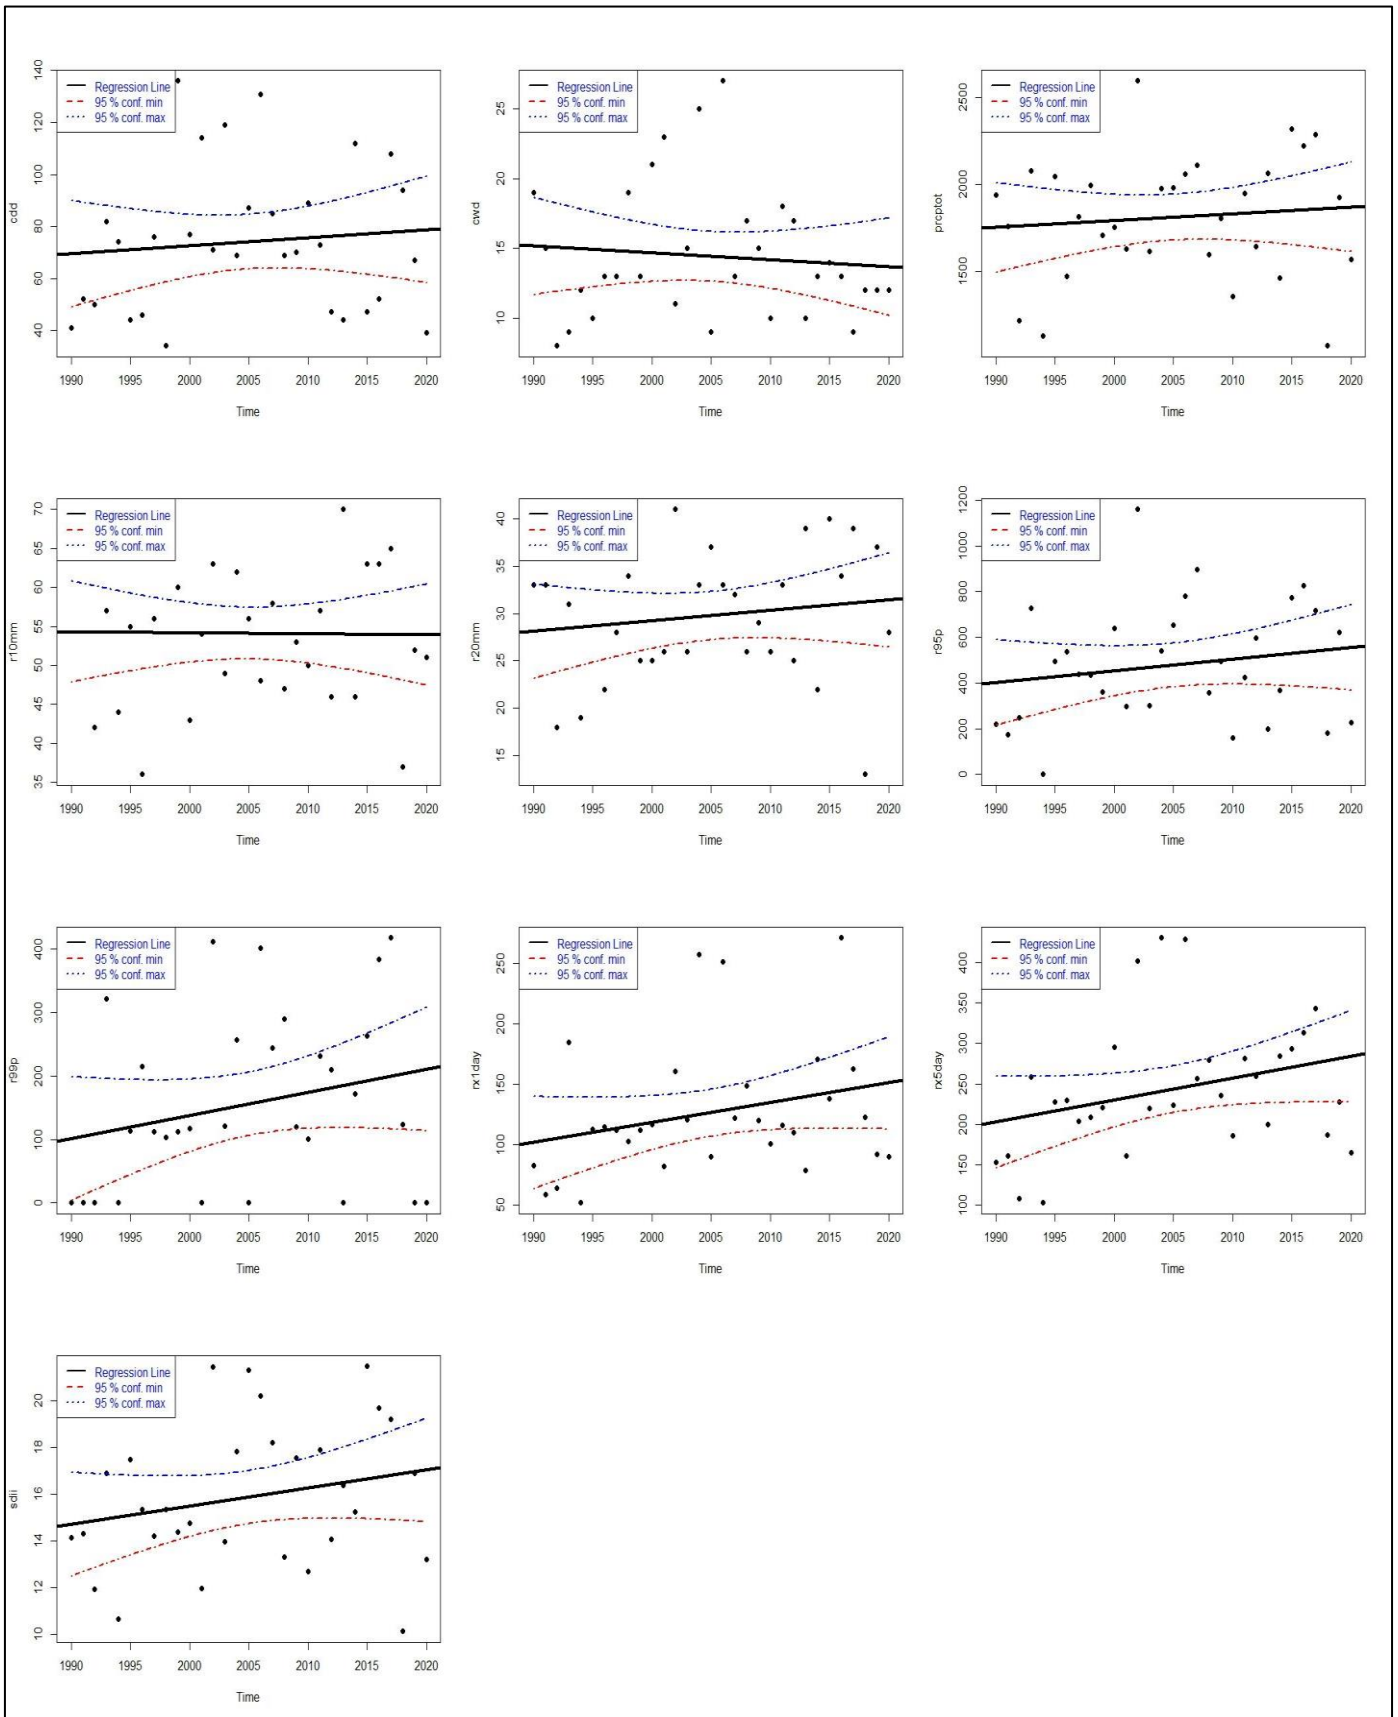 Regression Line
95 % conf. min
95 % conf. max
cdd
140
120
100
80
60
40
1990 1995 2000 2005 2010 2015 2020
Time
Regression Line
95 % conf. min
95 % conf. max
cwd
25
20
15
10
1990 1995 2000 2005 2010 2015 2020
Time
Regression Line
95 % conf. min
95 % conf. max
prcptot
2500
2000
1500
1990 1995 2000 2005 2010 2015 2020
Time
Regression Line
95 % conf. min
95 % conf. max
r10mm
70
65
60
55
50
45
40
35
1990 1995 2000 2005 2010 2015 2020
Time
Regression Line
95 % conf. min
95 % conf. max
r20mm
40
35
30
25
20
15
1990 1995 2000 2005 2010 2015 2020
Time
Regression Line
95 % conf. min
95 % conf. max
r95p
1200
1000
800
600
400
200
0
1990 1995 2000 2005 2010 2015 2020
Time
Regression Line
95 % conf. min
95 % conf. max
r99p
400
300
200
100
0
1990 1995 2000 2005 2010 2015 2020
Time
Regression Line
95 % conf. min
95 % conf. max
rx1day
250
200
150
100
50
1990 1995 2000 2005 2010 2015 2020
Time
Regression Line
95 % conf. min
95 % conf. max
rx5day
400
350
300
250
200
150
100
1990 1995 2000 2005 2010 2015 2020
Time
Regression Line
95 % conf. min
95 % conf. max
sdii
20
18
16
14
12
10
1990 1995 2000 2005 2010 2015 2020
Time